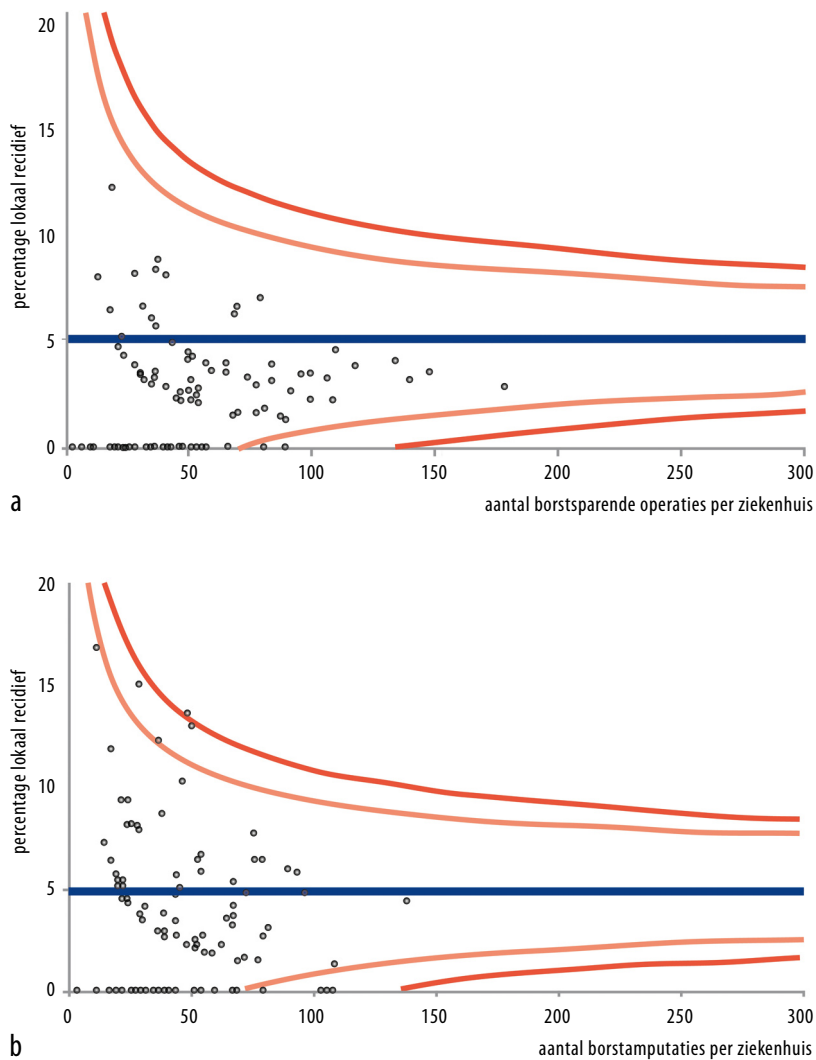 20
15
10
5
0
percentage lokaal recidief
0 50 100 150 200 250 300
a
aantal borstsparende operaties per ziekenhuis
20
15
10
5
0
percentage lokaal recidief
0 50 100 150 200 250 300
b
aantal borstamputaties per ziekenhuis